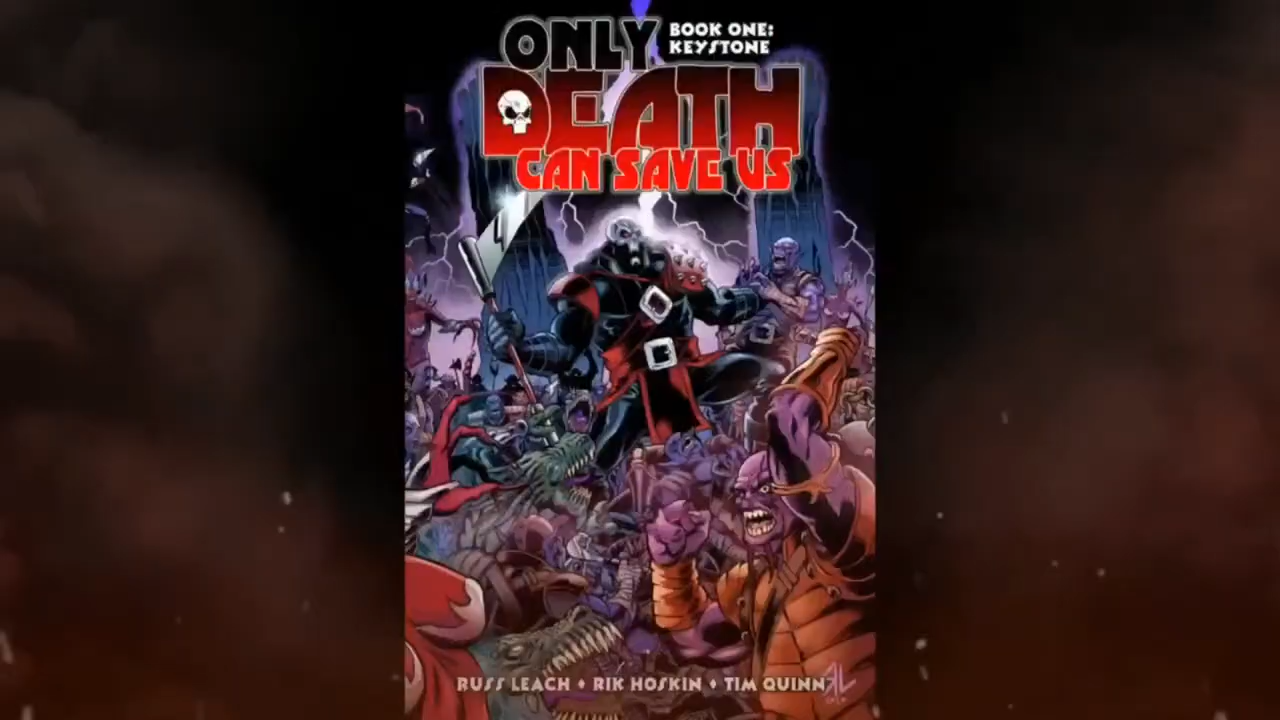 ONLY
BOOK ONE:
KEYSTONE
DEATH
CAN SAVE US
RUSS LEACH ♦ RIK HOSKIN ♦ TIM QUINN